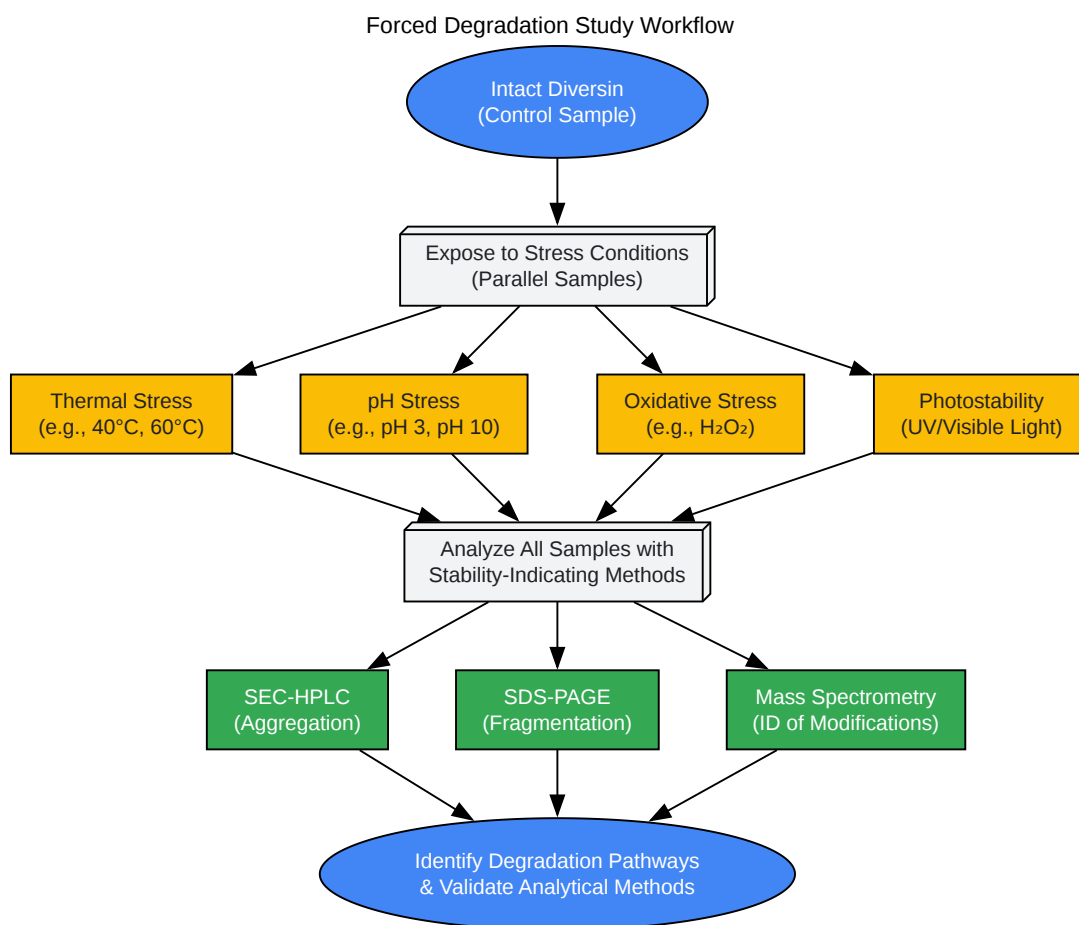 Forced Degradation Study Workflow
Intact Diversin
(Control Sample)
Expose to Stress Conditions
(Parallel Samples)
Thermal Stress
(e.g., 40°C, 60°C)
pH Stress
(e.g., pH 3, pH 10)
Oxidative Stress
(e.g., H₂O₂)
Photostability
(UV/Visible Light)
Analyze All Samples with
Stability-Indicating Methods
SEC-HPLC
(Aggregation)
SDS-PAGE
(Fragmentation)
Mass Spectrometry
(ID of Modifications)
Identify Degradation Pathways
& Validate Analytical Methods